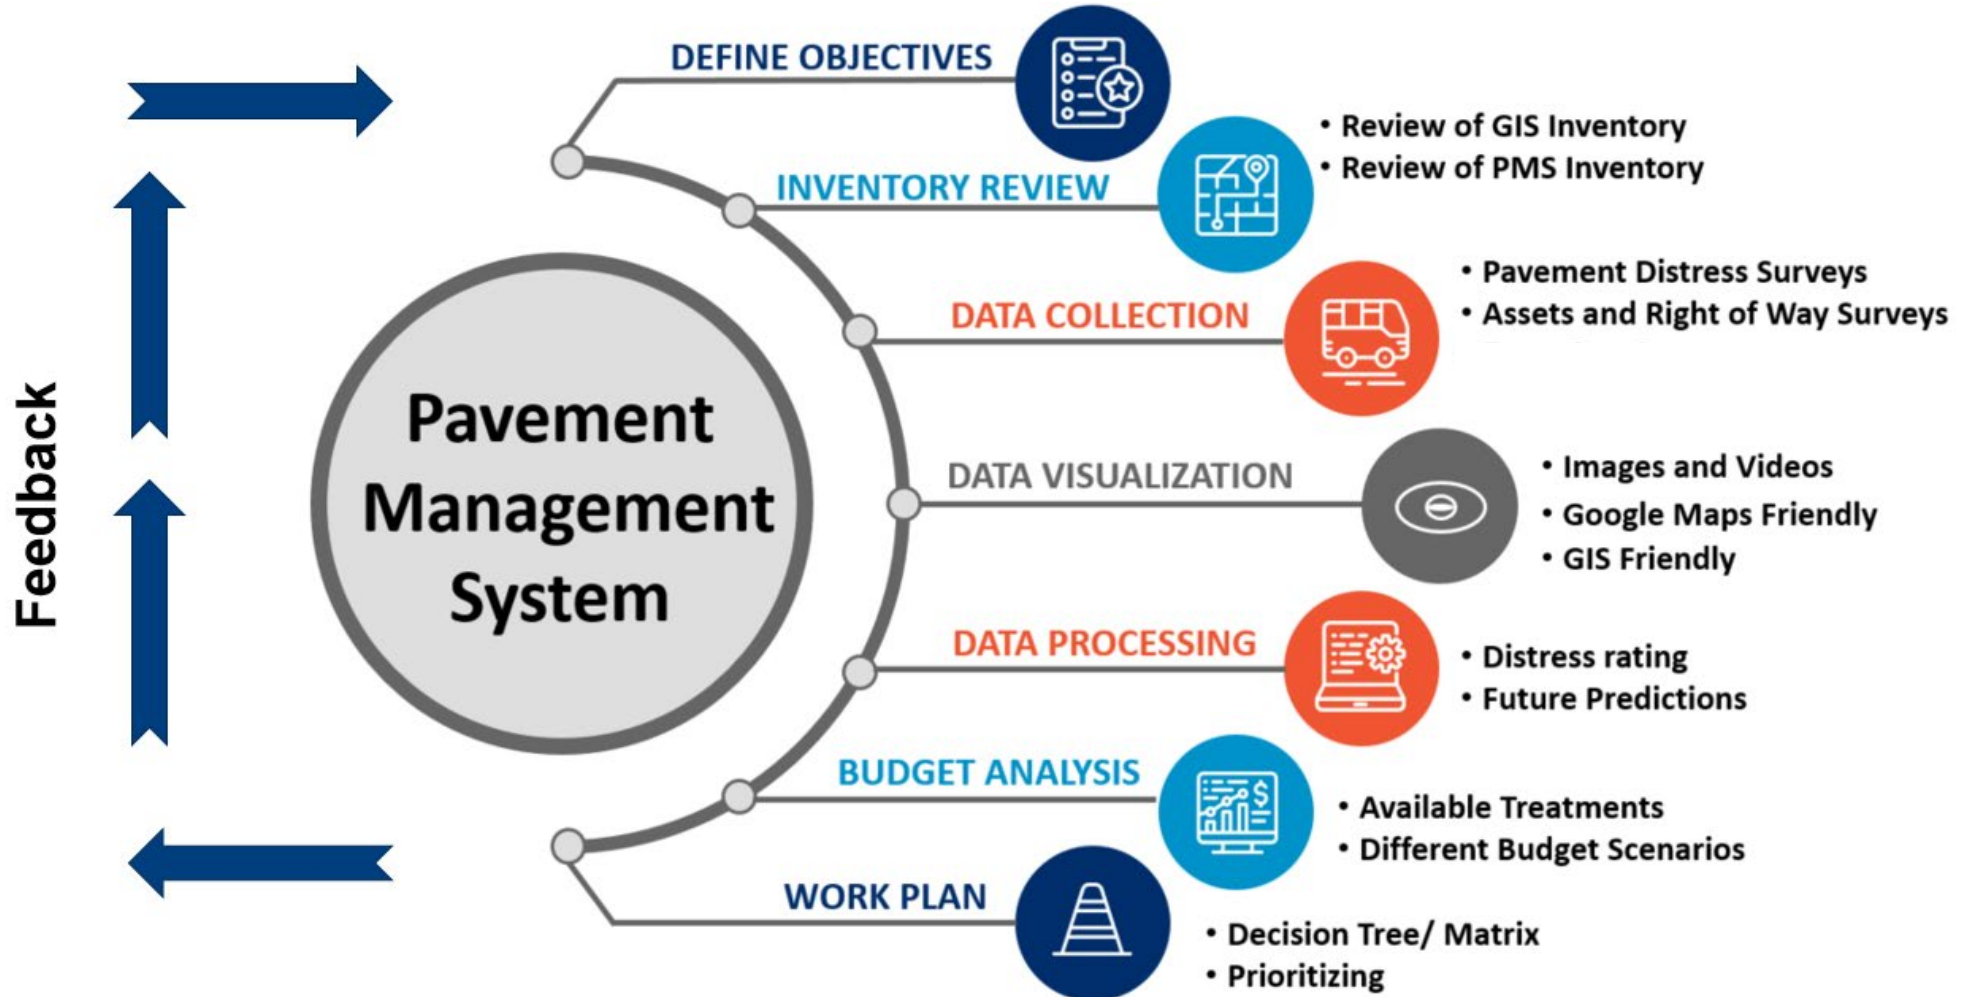 DEFINE OBJECTIVES
INVENTORY REVIEW
• Review of GIS Inventory
• Review of PMS Inventory
DATA COLLECTION
• Pavement Distress Surveys
• Assets and Right of Way Surveys
Feedback
Pavement
Management
System
DATA VISUALIZATION
• Images and Videos
• Google Maps Friendly
• GIS Friendly
DATA PROCESSING
• Distress rating
• Future Predictions
BUDGET ANALYSIS
$
• Available Treatments
• Different Budget Scenarios
WORK PLAN
• Decision Tree/ Matrix
• Prioritizing